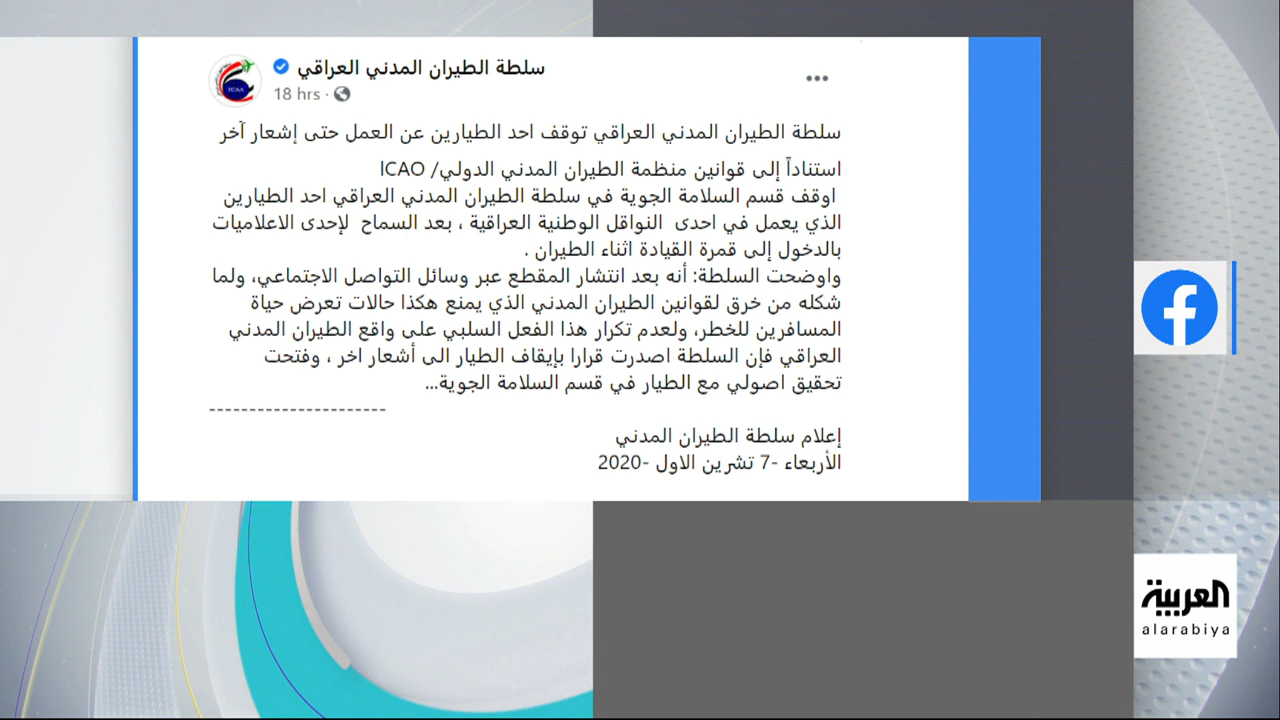 سلطة الطيران المدني العراقي
18 hrs ·
سلطة الطيران المدني العراقي توقف احد الطيارين عن العمل حتى إشعار آخر
استناداً إلى قوانين منظمة الطيران المدني الدولي/ ICAO
اوقف قسم السلامة الجوية في سلطة الطيران المدني العراقي احد الطيارين
الذي يعمل في احدى النواقل الوطنية العراقية ، بعد السماح لإحدى الاعلاميات
بالدخول إلى قمرة القيادة اثناء الطيران .
واوضحت السلطة: أنه بعد انتشار المقطع عبر وسائل التواصل الاجتماعي، ولما
شكله من خرق لقوانين الطيران المدني الذي يمنع هكذا حالات تعرض حياة
المسافرين للخطر، ولعدم تكرار هذا الفعل السلبي على واقع الطيران المدني
العراقي فإن السلطة اصدرت قرارا بإيقاف الطيار الى أشعار اخر ، وفتحت
تحقيق اصولي مع الطيار في قسم السلامة الجوية...
----------------------
إعلام سلطة الطيران المدني
الأربعاء -7 تشرين الاول -2020
العربية
alarabiya